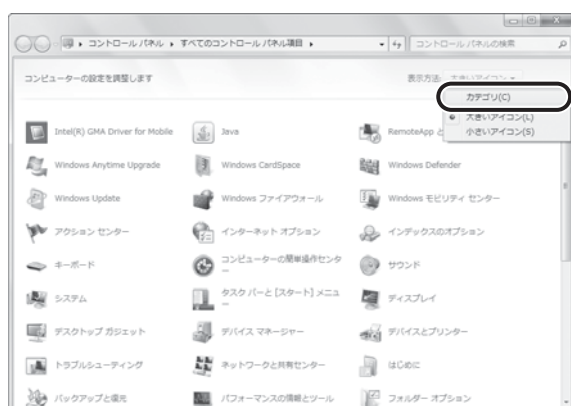 コントロール パネル ▸ すべてのコントロール パネル項目 ▸
コントロール パネルの検索
コンピューターの設定を調整します
表示方法: 大きいアイコン
カテゴリ(C)
大きいアイコン(L)
小さいアイコン(S)
Intel(R) GMA Driver for Mobile
Java
RemoteApp と
Windows Anytime Upgrade
Windows CardSpace
Windows Defender
Windows Update
Windows ファイアウォール
Windows モビリティ センター
アクション センター
インターネット オプション
インデックスのオプション
キーボード
コンピューターの簡単操作センタ
ー
サウンド
システム
タスク バーと [スタート] メニュ
ー
ディスプレイ
デスクトップ ガジェット
デバイス マネージャー
デバイスとプリンター
トラブルシューティング
ネットワークと共有センター
はじめに
バックアップと復元
パフォーマンスの情報とツール
フォルダー オプション